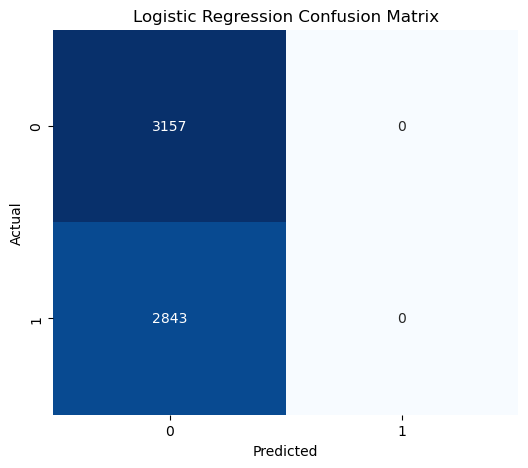 Logistic Regression Confusion Matrix
Actual
0
3157
0
1
2843
0
0
1
Predicted